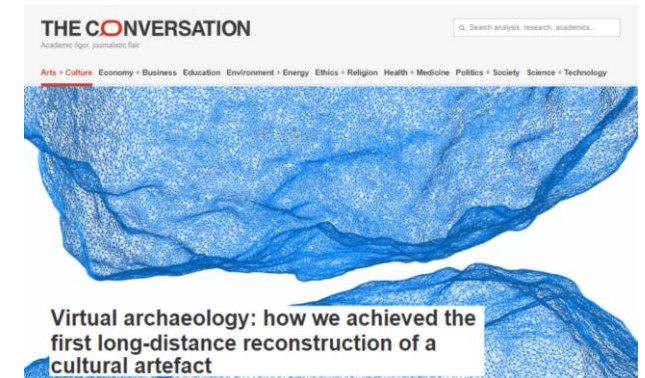 THE CONVERSATION
Academic rigor, journalistic flair
Search analysis, research, academics...
Arts + Culture Economy + Business Education Environment + Energy Ethics + Religion Health + Medicine Politics + Society Science + Technology
Virtual archaeology: how we achieved the
first long-distance reconstruction of a
cultural artefact